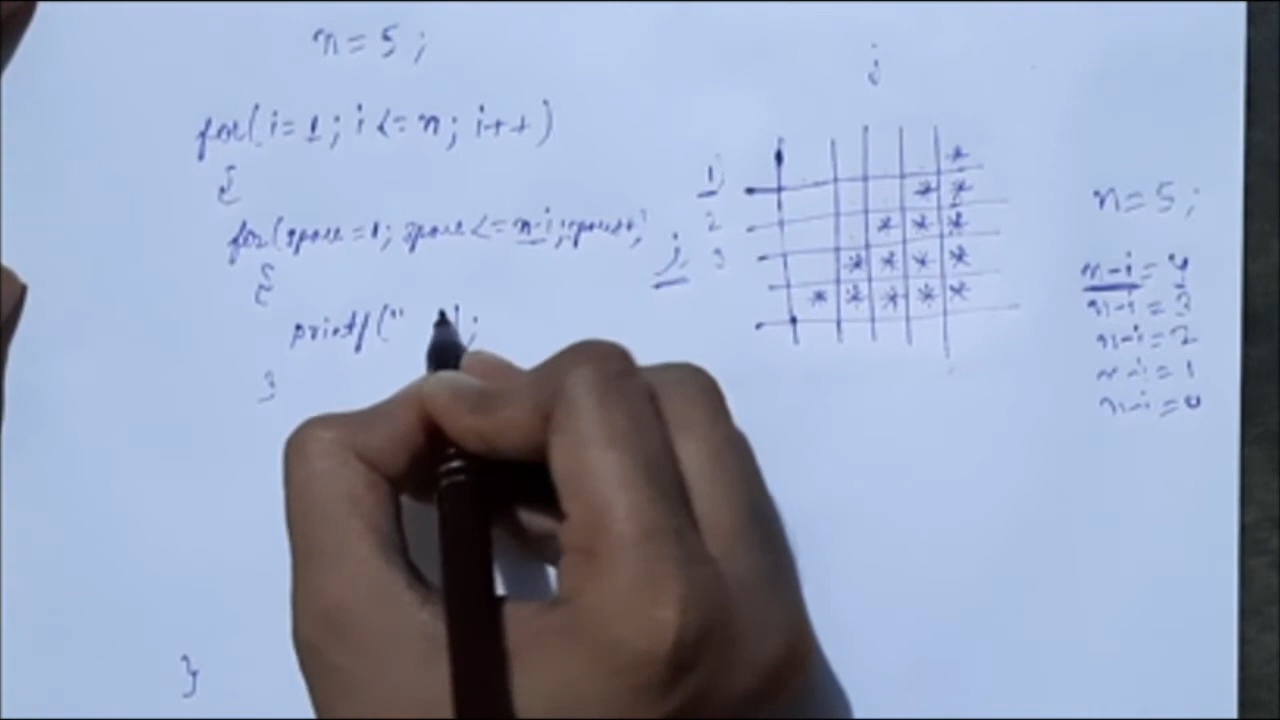 n = 5 ;
for(i=1; i<=n; i++)
{
for(space=1; space<=n-i; space++)
{
printf("   ");
}
}
j
i
1)
2
3
*
* *
* * *
* * * *
* * * * *
n = 5 ;
n-i = 4
n-i = 3
n-i = 2
n-i = 1
n-i = 0